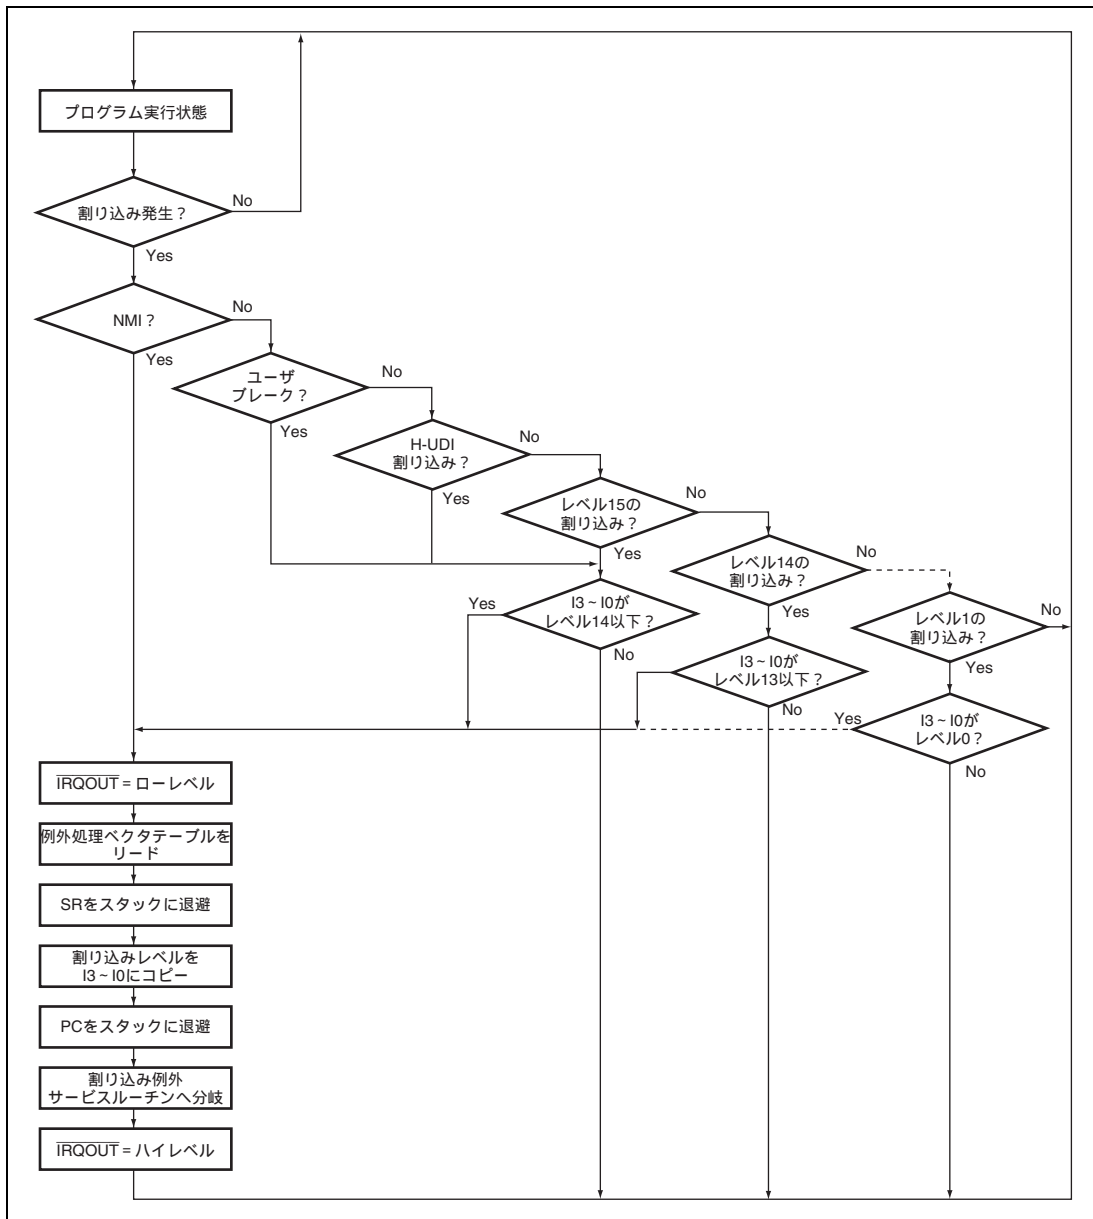 プログラム実行状態
割り込み発生？
No
Yes
NMI？
No
Yes
ユーザ
ブレーク？
No
Yes
H-UDI
割り込み？
No
Yes
レベル15の
割り込み？
No
Yes
レベル14の
割り込み？
No
Yes
レベル1の
割り込み？
No
Yes
I3～I0が
レベル14以下？
Yes
No
I3～I0が
レベル13以下？
No
I3～I0が
レベル0？
Yes
No
IRQOUT = ローレベル
例外処理ベクタテーブルを
リード
SRをスタックに退避
割り込みレベルを
I3～I0にコピー
PCをスタックに退避
割り込み例外
サービスルーチンへ分岐
IRQOUT = ハイレベル